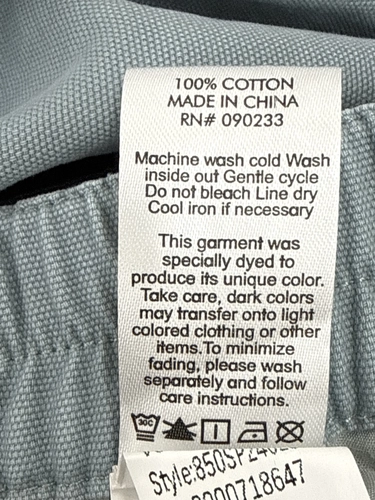 100% COTTON
MADE IN CHINA
RN# 090233
Machine wash cold Wash
inside out Gentle cycle
Do not bleach Line dry
Cool iron if necessary
This garment was
specially dyed to
produce its unique color.
Take care, dark colors
may transfer onto light
colored clothing or other
items.To minimize
fading, please wash
separately and follow
care instructions.
30C